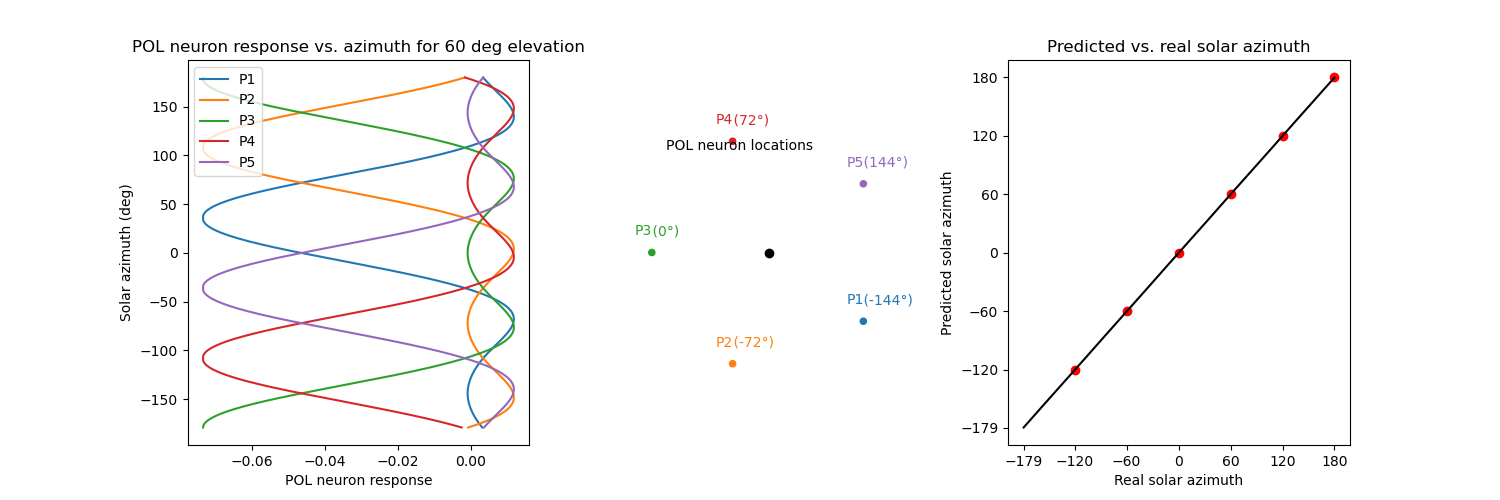 POL neuron response vs. azimuth for 60 deg elevation
P1
P2
P3
P4
P5
150
100
50
0
−50
−100
−150
Solar azimuth (deg)
−0.06
−0.04
−0.02
0.00
POL neuron response
P4(72°)
POL neuron locations
P5(144°)
P3(0°)
P1(-144°)
P2(-72°)
Predicted vs. real solar azimuth
180
120
60
0
−60
−120
−179
Predicted solar azimuth
−179
−120
−60
0
60
120
180
Real solar azimuth